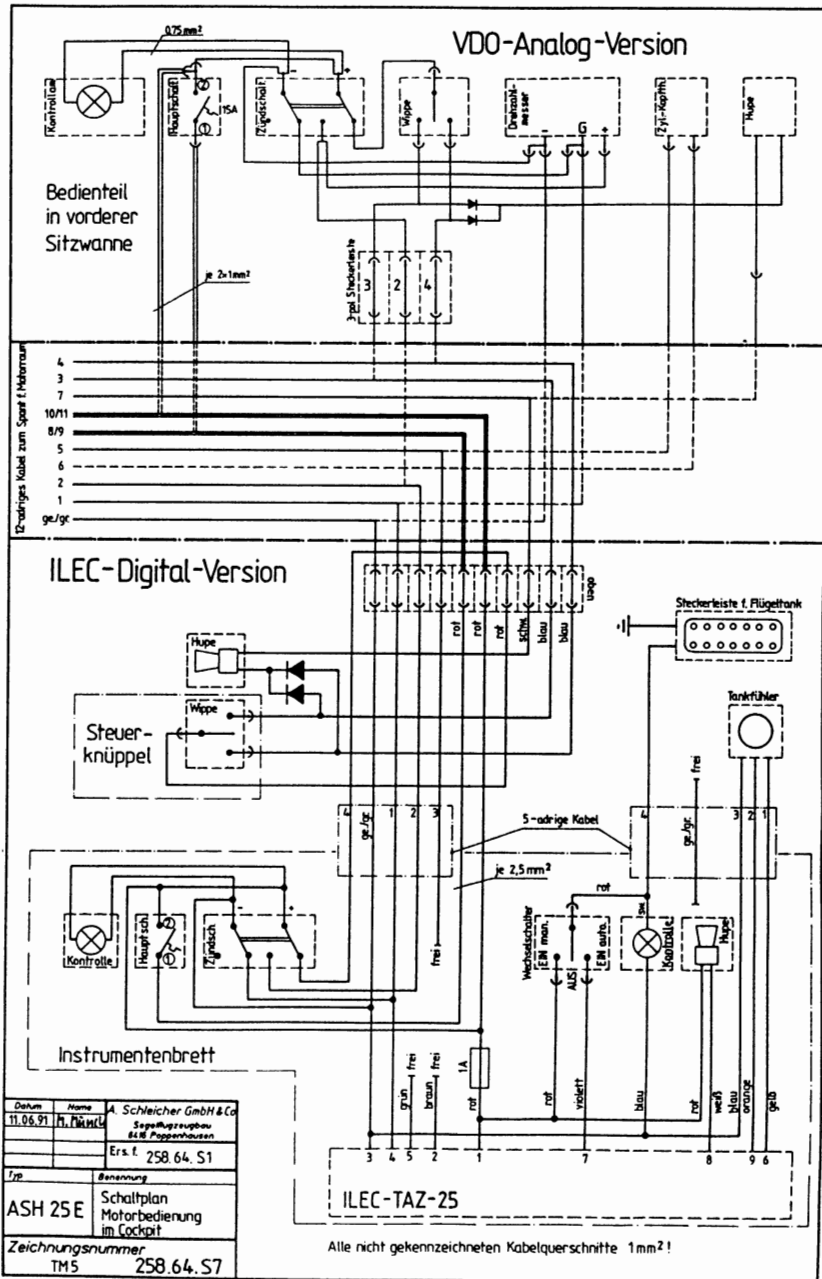 VDO-Analog-Version
0.75mm²
Kontrollam
Hauptschalt
15A
Zündschalt
Wippe
Drehzahl-
messer
- G +
Zyl-Kopfth.
Hupe
Bedienteil
in vorderer
Sitzwanne
je 2×1mm²
3-pol Steckerleiste
3 2 4
12-adriges Kabel zum Spant f. Motorraum
4
3
7
10/11
8/9
5
6
2
1
ge/gr.
ILEC-Digital-Version
oben
rot rot rot schw. blau blau
Steckerleiste f. Flügeltank
Hupe
Tankfühler
Wippe
Steuer-
knüppel
frei
4 ge/gr. 1 2 3
5-adrige Kabel
4 ge/gr. 3 2 1
je 2,5mm²
rot
sw.
Kontrolle
Hauptsch.
Zündsch.
- +
frei
Wechselschalter
EIN man.
AUS
EIN auto.
Kontrolle
Hupe
Instrumentenbrett
grün frei
braun frei
1A
rot
rot
violett
blau
rot
weiß
blau
orange
gelb
3 4 5 2 1 7 8 9 6
ILEC-TAZ-25
Datum Name
11.06.91 M. Münch
A. Schleicher GmbH & Co
Segelflugzeugbau
6416 Poppenhausen
Ers. f. 258.64.S1
Typ
Benennung
ASH 25 E
Schaltplan
Motorbedienung
im Cockpit
Zeichnungsnummer
TM5 258.64.S7
Alle nicht gekennzeichneten Kabelquerschnitte 1mm²!